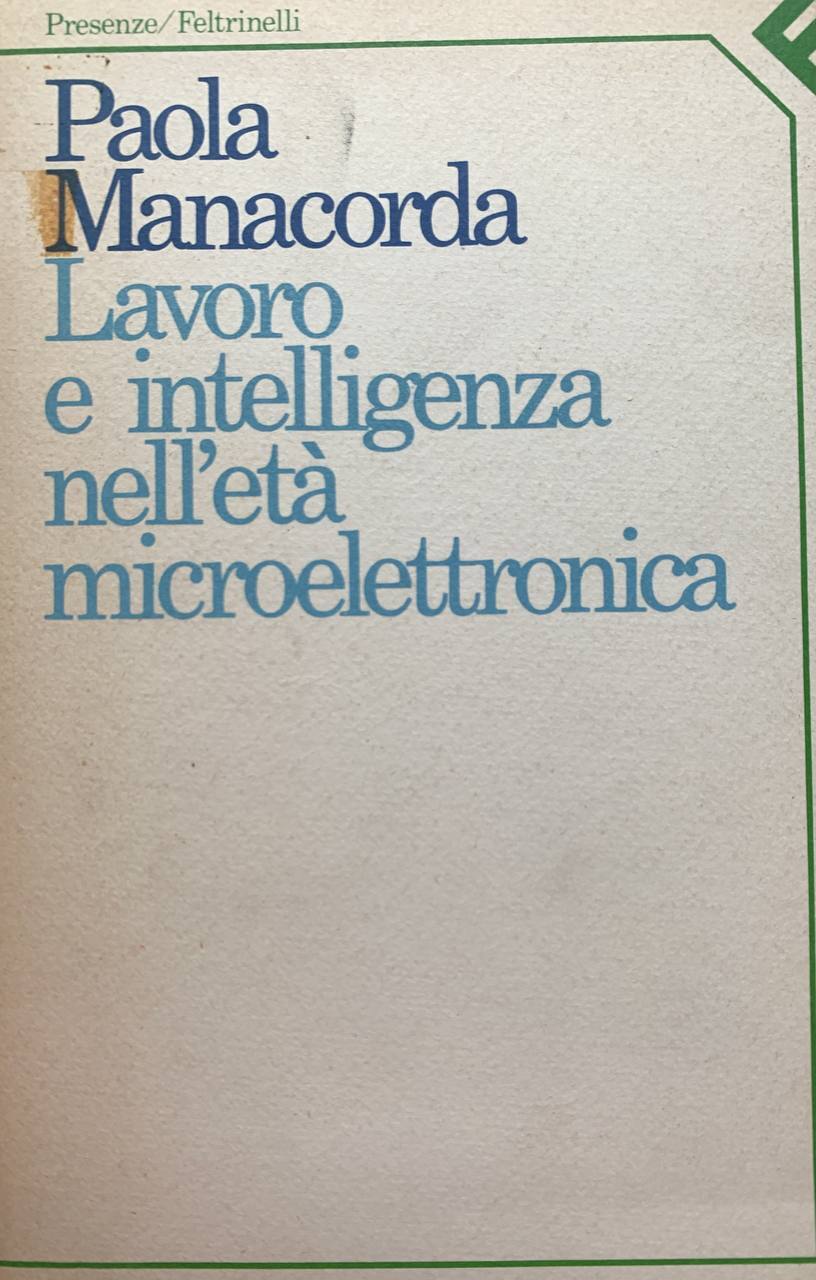 Presenze/Feltrinelli
Paola
Manacorda
Lavoro
e intelligenza
nell'età
microelettronica